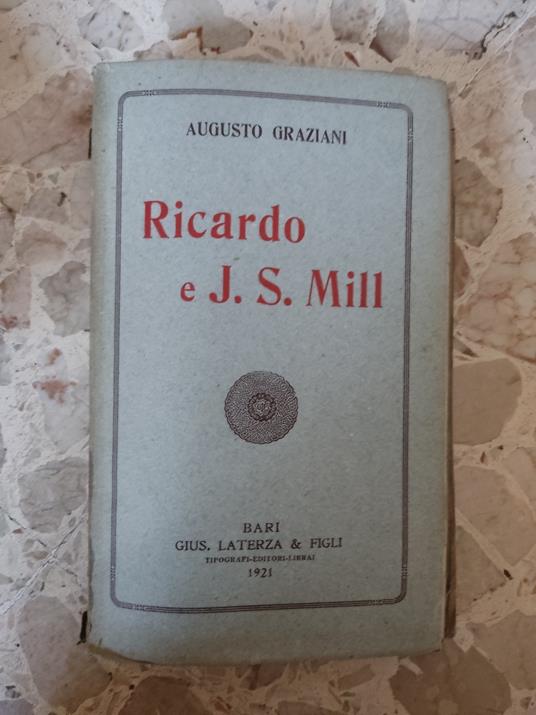 AUGUSTO GRAZIANI
Ricardo
e J. S. Mill
BARI
GIUS. LATERZA & FIGLI
TIPOGRAFI-EDITORI-LIBRAI
1921